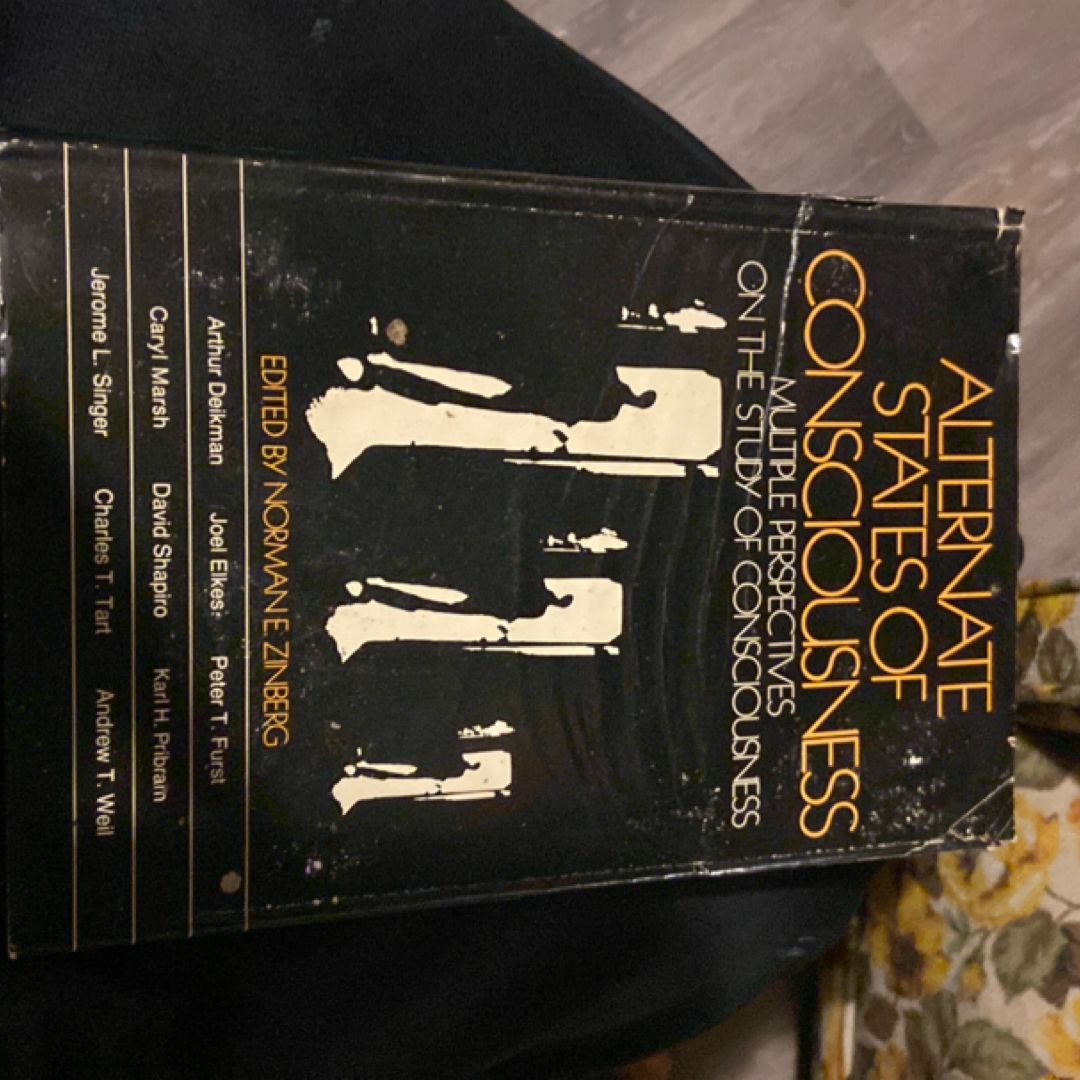 ALTERNATE
STATES OF
CONSCIOUSNESS
MULTIPLE PERSPECTIVES
ON THE STUDY OF CONSCIOUSNESS
EDITED BY NORMAN E. ZINBERG
Arthur Deikman Joel Elkes Peter T. Furst
Caryl Marsh David Shapiro Karl H. Pribram
Jerome L. Singer Charles T. Tart Andrew T. Weil